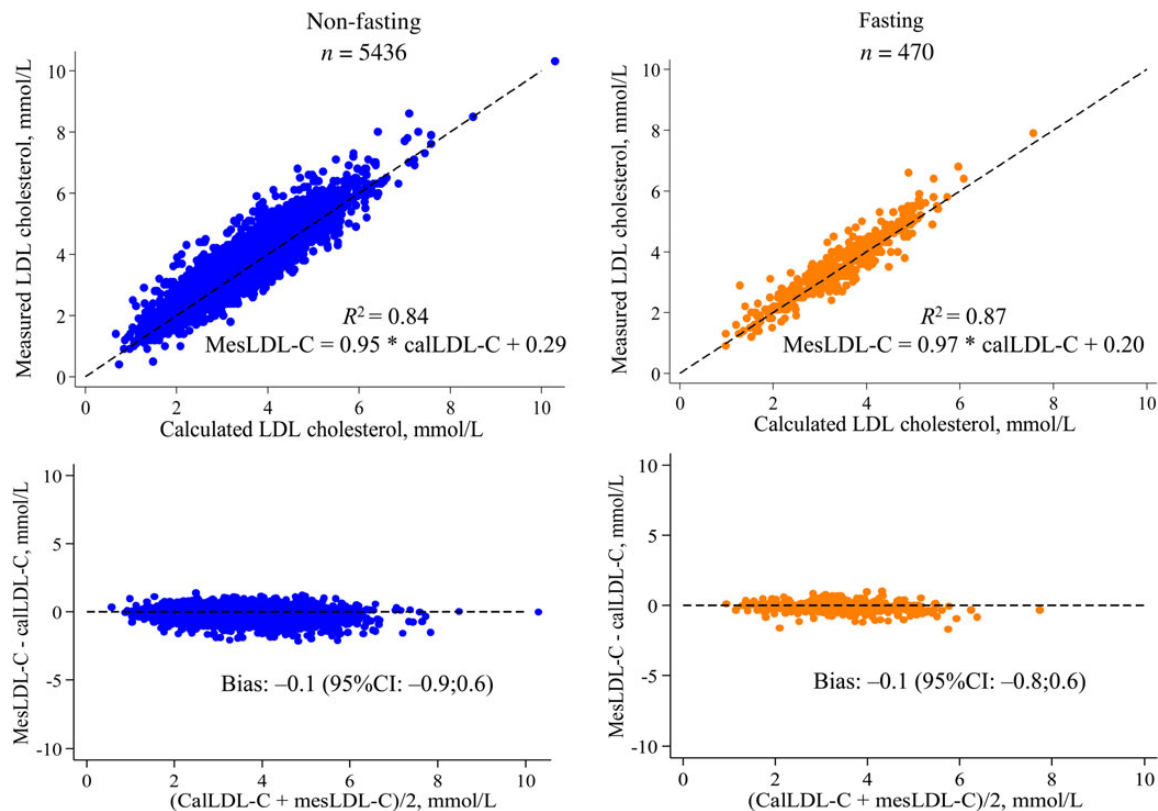 Non-fasting
n = 5436
Measured LDL cholesterol, mmol/L
10
8
6
4
2
0
R² = 0.84
MesLDL-C = 0.95 * calLDL-C + 0.29
0 2 4 6 8 10
Calculated LDL cholesterol, mmol/L
Fasting
n = 470
Measured LDL cholesterol, mmol/L
10
8
6
4
2
0
R² = 0.87
MesLDL-C = 0.97 * calLDL-C + 0.20
0 2 4 6 8 10
Calculated LDL cholesterol, mmol/L
MesLDL-C - calLDL-C, mmol/L
10
5
0
-5
-10
Bias: –0.1 (95%CI: –0.9;0.6)
0 2 4 6 8 10
(CalLDL-C + mesLDL-C)/2, mmol/L
MesLDL-C - calLDL-C, mmol/L
10
5
0
-5
-10
Bias: –0.1 (95%CI: –0.8;0.6)
0 2 4 6 8 10
(CalLDL-C + mesLDL-C)/2, mmol/L